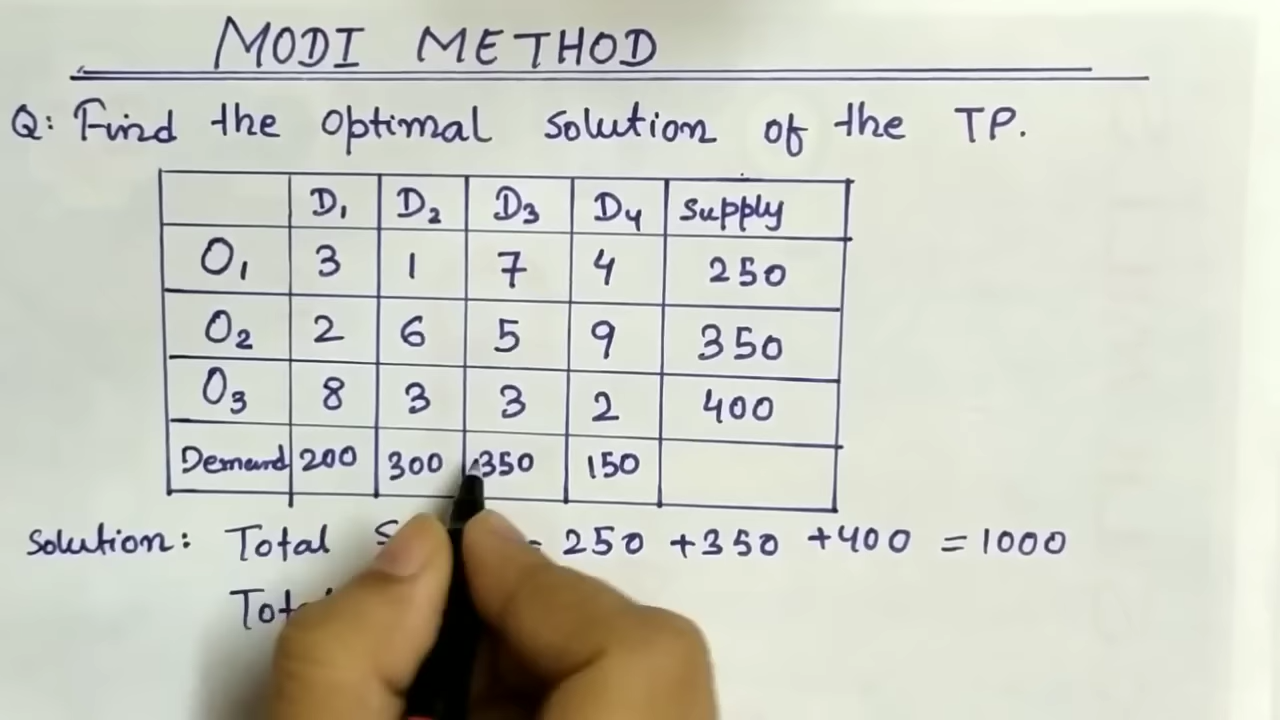 MODI METHOD
Q: Find the optimal solution of the TP.
D1 D2 D3 D4 Supply
O1 3 1 7 4 250
O2 2 6 5 9 350
O3 8 3 3 2 400
Demand 200 300 350 150
Solution: Total = 250 + 350 + 400 = 1000